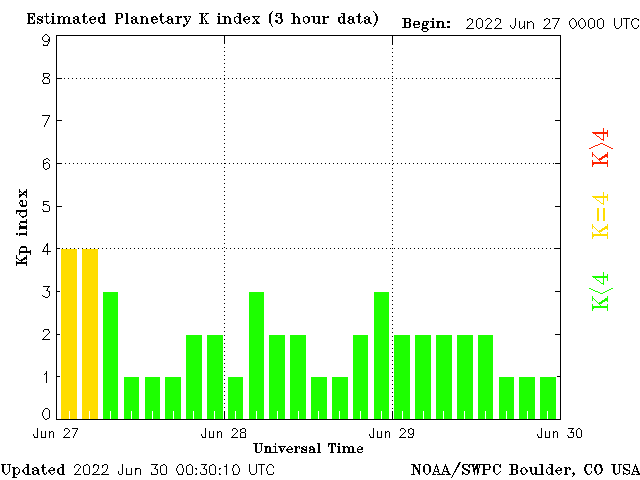 Estimated Planetary K index (3 hour data)
Begin: 2022 Jun 27 0000 UTC
9
8
7
6
5
4
3
2
1
0
Kp index
K>4
K=4
K<4
Jun 27
Jun 28
Jun 29
Jun 30
Universal Time
Updated 2022 Jun 30 00:30:10 UTC
NOAA/SWPC Boulder, CO USA